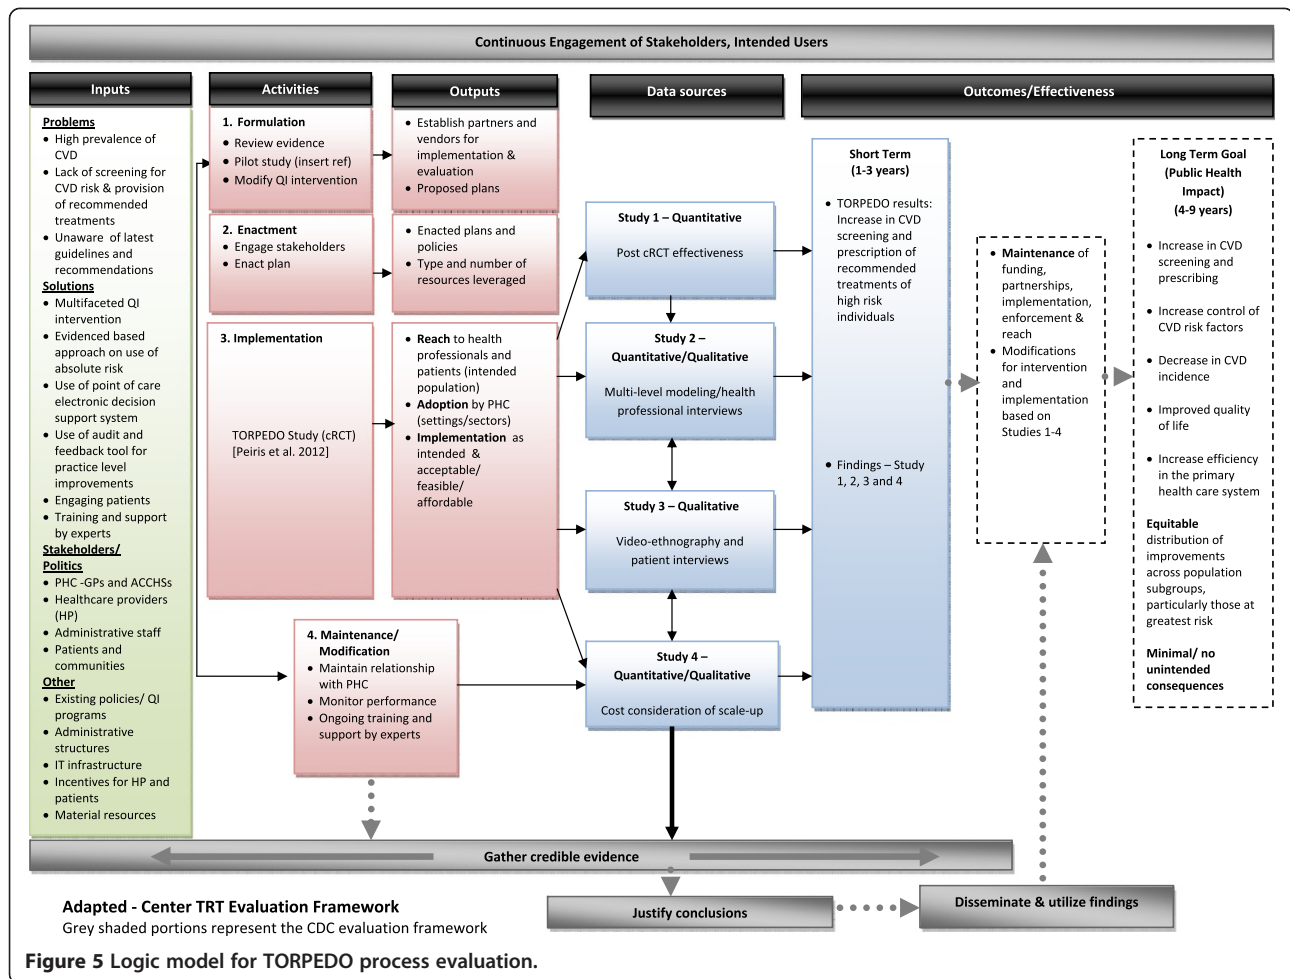 Continuous Engagement of Stakeholders, Intended Users
Inputs
Problems
• High prevalence of
CVD
• Lack of screening for
CVD risk & provision
of recommended
treatments
• Unaware of latest
guidelines and
recommendations
Solutions
• Multifaceted QI
intervention
• Evidenced based
approach on use of
absolute risk
• Use of point of care
electronic decision
support system
• Use of audit and
feedback tool for
practice level
improvements
• Engaging patients
• Training and support
by experts
Stakeholders/
Politics
• PHC -GPs and ACCHSs
• Healthcare providers
(HP)
• Administrative staff
• Patients and
communities
Other
• Existing policies/ QI
programs
• Administrative
structures
• IT infrastructure
• Incentives for HP and
patients
• Material resources
Activities
1. Formulation
• Review evidence
• Pilot study (insert ref)
• Modify QI intervention
2. Enactment
• Engage stakeholders
• Enact plan
3. Implementation
TORPEDO Study (cRCT)
[Peiris et al. 2012]
4. Maintenance/
Modification
• Maintain relationship
with PHC
• Monitor performance
• Ongoing training and
support by experts
Outputs
• Establish partners and
vendors for
implementation &
evaluation
• Proposed plans
• Enacted plans and
policies
• Type and number of
resources leveraged
• Reach to health
professionals and
patients (intended
population)
• Adoption by PHC
(settings/sectors)
• Implementation as
intended &
acceptable/
feasible/
affordable
Data sources
Study 1 – Quantitative
Post cRCT effectiveness
Study 2 –
Quantitative/Qualitative
Multi-level modeling/health
professional interviews
Study 3 – Qualitative
Video-ethnography and
patient interviews
Study 4 –
Quantitative/Qualitative
Cost consideration of scale-up
Outcomes/Effectiveness
Short Term
(1-3 years)
• TORPEDO results:
Increase in CVD
screening and
prescription of
recommended
treatments of
high risk
individuals
• Findings – Study
1, 2, 3 and 4
• Maintenance of
funding,
partnerships,
implementation,
enforcement &
reach
• Modifications
for intervention
and
implementation
based on
Studies 1-4
Long Term Goal
(Public Health
Impact)
(4-9 years)
• Increase in CVD
screening and
prescribing
• Increase control of
CVD risk factors
• Decrease in CVD
incidence
• Improved quality
of life
• Increase efficiency
in the primary
health care system
Equitable
distribution of
improvements
across population
subgroups,
particularly those at
greatest risk
Minimal/ no
unintended
consequences
Gather credible evidence
Justify conclusions
Disseminate & utilize findings
Adapted - Center TRT Evaluation Framework
Grey shaded portions represent the CDC evaluation framework
Figure 5 Logic model for TORPEDO process evaluation.